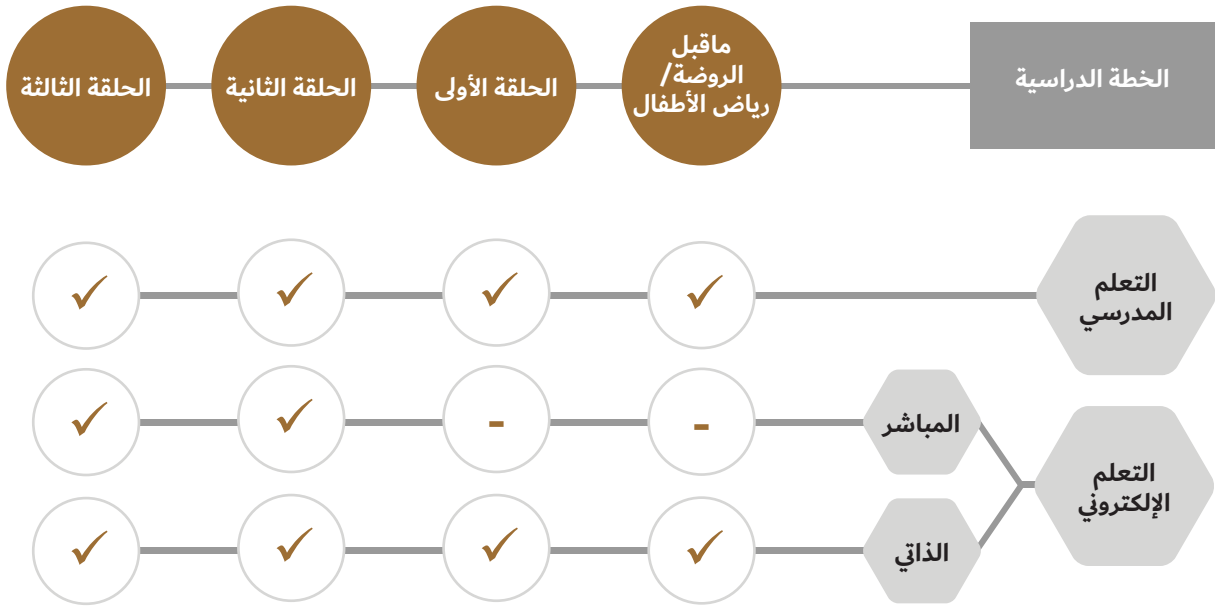 الخطة الدراسية
ماقبل
الروضة/
رياض الأطفال
الحلقة الأولى
الحلقة الثانية
الحلقة الثالثة
التعلم
المدرسي
✓
✓
✓
✓
التعلم
الإلكتروني
المباشر
-
-
✓
✓
الذاتي
✓
✓
✓
✓